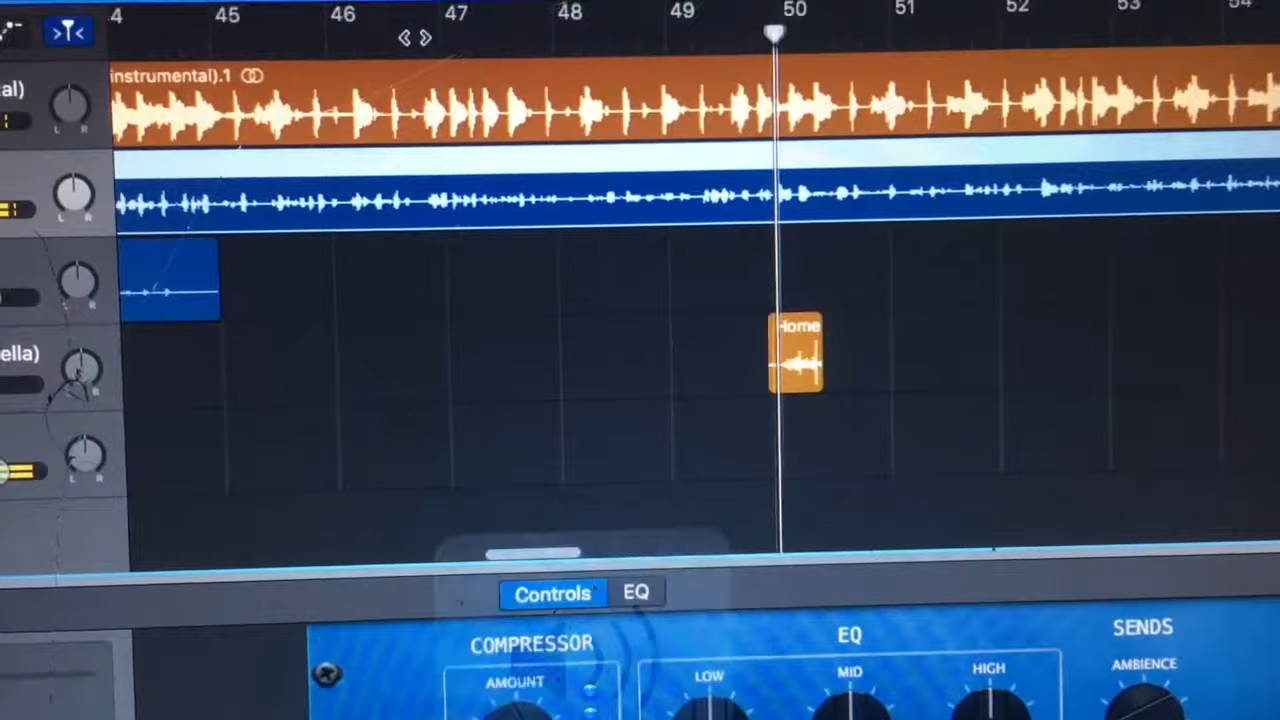 4 45 46 47 48 49 50 51 52 53 54
instrumental).1
al)
L R
L R
Home
R
ella)
R
L R
Controls EQ
COMPRESSOR EQ SENDS
AMOUNT LOW MID HIGH AMBIENCE